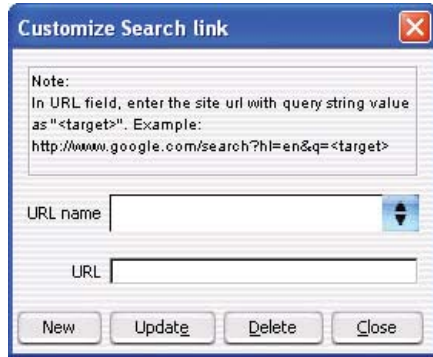 Customize Search link
Note:
In URL field, enter the site url with query string value
as "<target>". Example:
http://www.google.com/search?hl=en&q=<target>
URL name
URL
New Update Delete Close